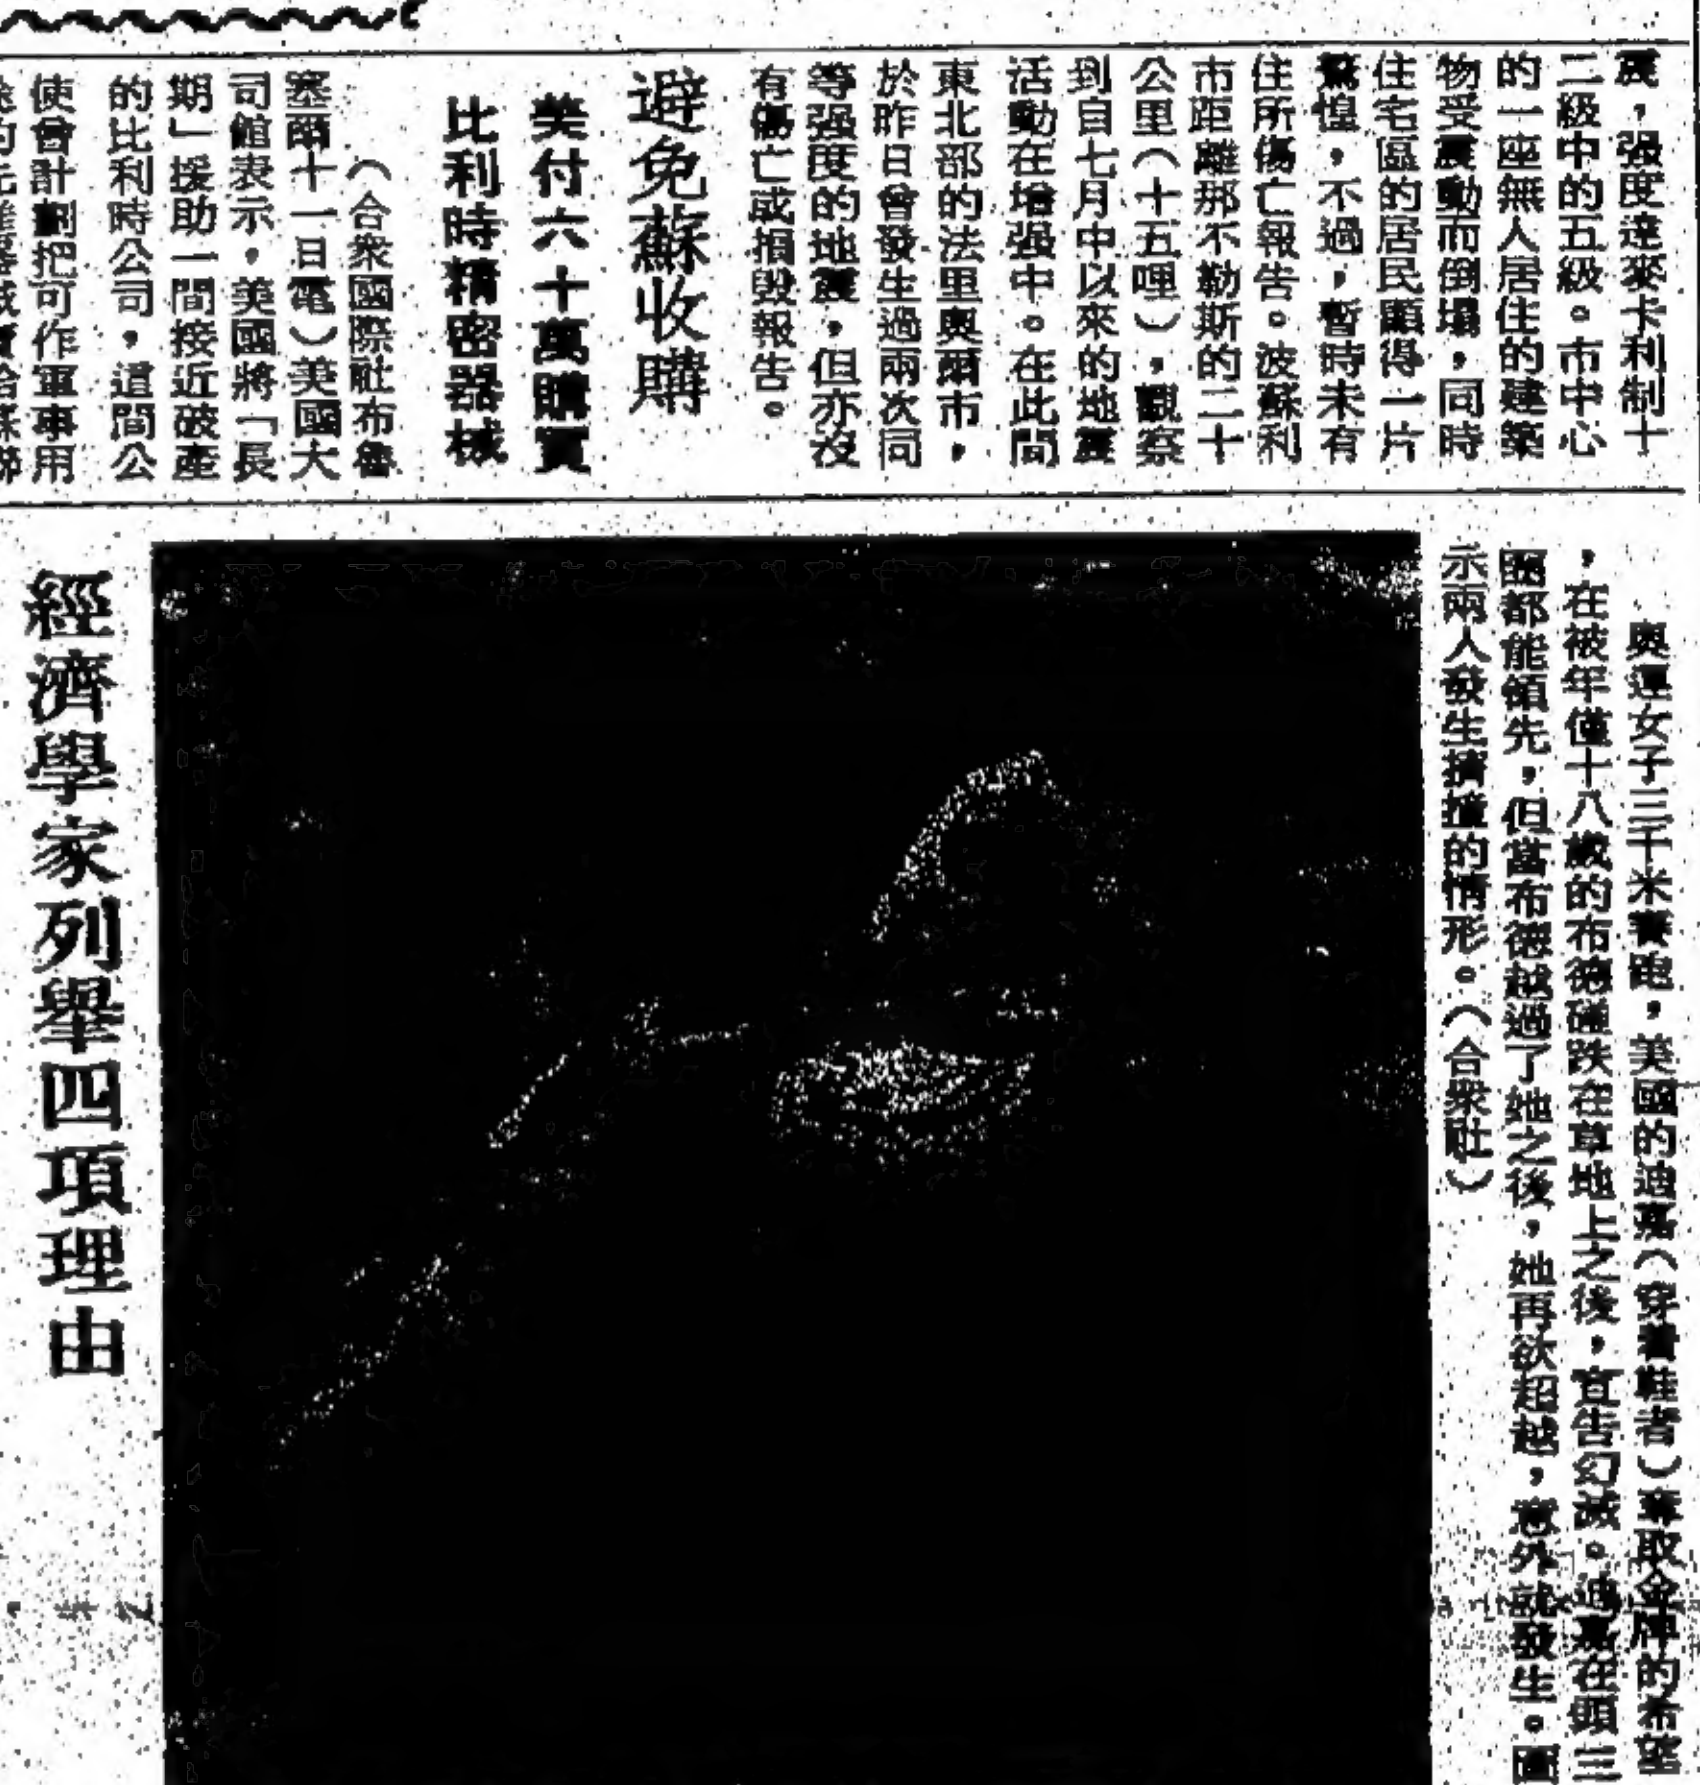 震，强度達麥卡利制十
二級中的五級。市中心
的一座無人居住的建築
物受震動而倒塌，同時
住宅區的居民顯得一片
驚惶，不過，暫時未有
住所傷亡報告。波蘇利
市距離那不勒斯的二十
公里（十五哩），觀察
到自七月中以來的地震
活動在增强中。在此間
東北部的法里奥爾市，
於昨日曾發生過兩次同
等强度的地震，但亦没
有傷亡或損毀報告。
避免蘇收購
美付六十萬購買
比利時精密器械
（合衆國際社布魯
塞爾十一日電）美國大
司館表示，美國將「長
期」援助一間接近破產
的比利時公司，這間公
使曾計劃把可作軍事用
奥運女子三千米賽跑，美國的迪嘉（穿着鞋者）奪取金牌的希望
，在被年僅十八歲的布德碰跌在草地上之後，宣告幻滅。迪嘉在頭三
圈都能領先，但當布德越過了她之後，她再欲超越，意外就發生。圖
示兩人發生擠撞的情形。（合衆社）
經濟學家列舉四項理由